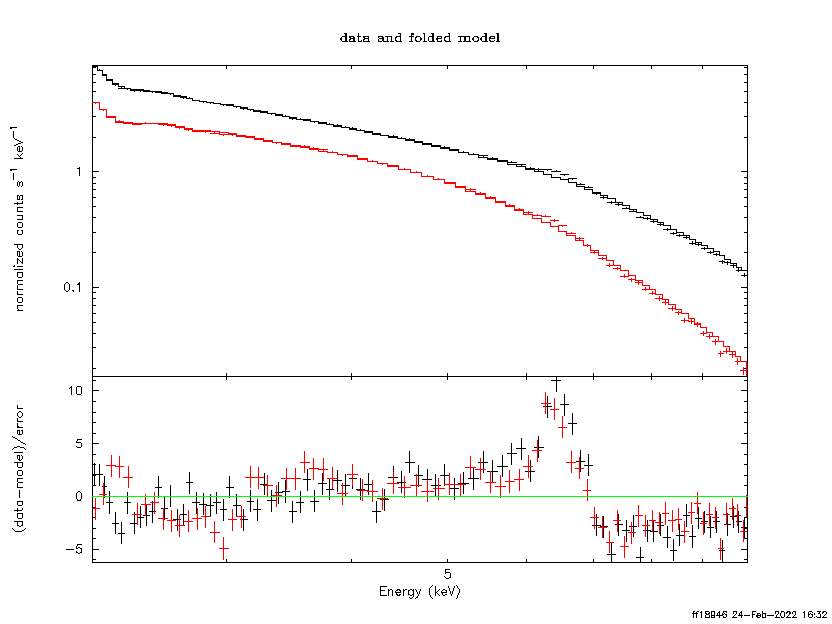 data and folded model
normalized counts s⁻¹ keV⁻¹
1
0.1
(data−model)/error
10
5
0
−5
5
Energy (keV)
ff18946 24−Feb−2022 16:32